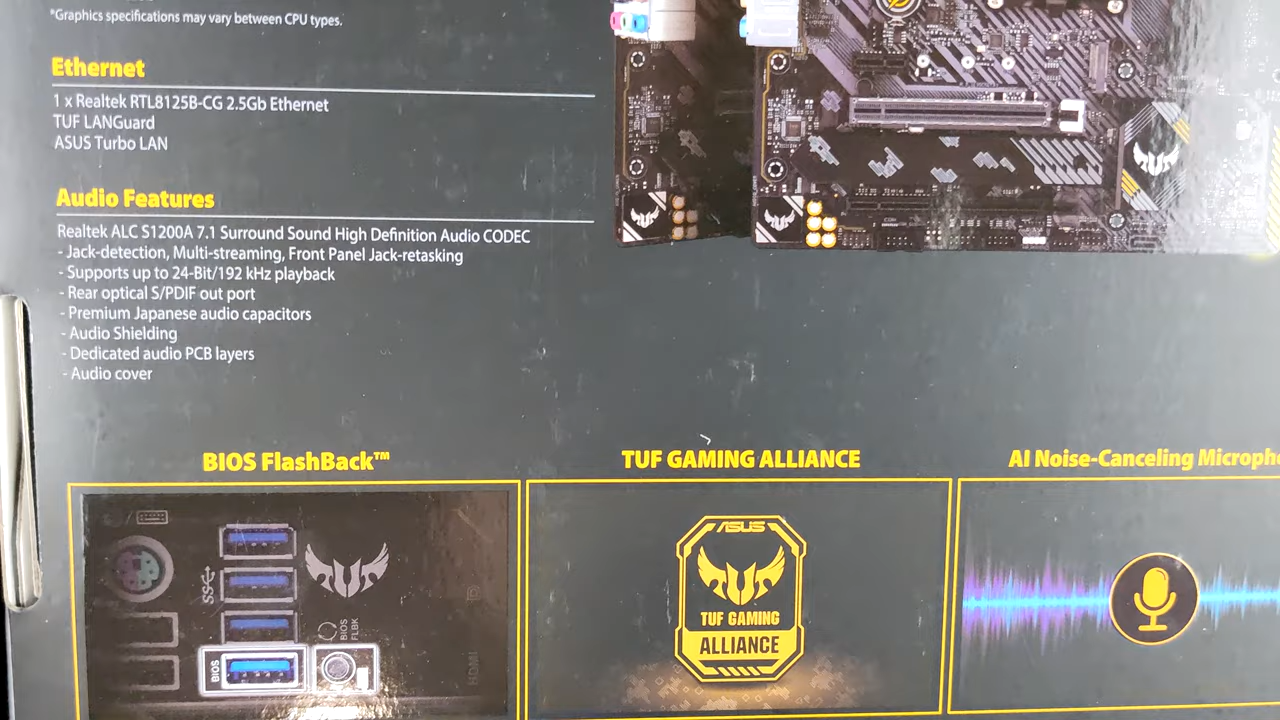 *Graphics specifications may vary between CPU types.
Ethernet
1 x Realtek RTL8125B-CG 2.5Gb Ethernet
TUF LANGuard
ASUS Turbo LAN
Audio Features
Realtek ALC S1200A 7.1 Surround Sound High Definition Audio CODEC
- Jack-detection, Multi-streaming, Front Panel Jack-retasking
- Supports up to 24-Bit/192 kHz playback
- Rear optical S/PDIF out port
- Premium Japanese audio capacitors
- Audio Shielding
- Dedicated audio PCB layers
- Audio cover
BIOS FlashBack™
TUF GAMING ALLIANCE
AI Noise-Canceling Micropho
BIOS
BIOS
FLBK
HDMI
ASUS
TUF GAMING
ALLIANCE